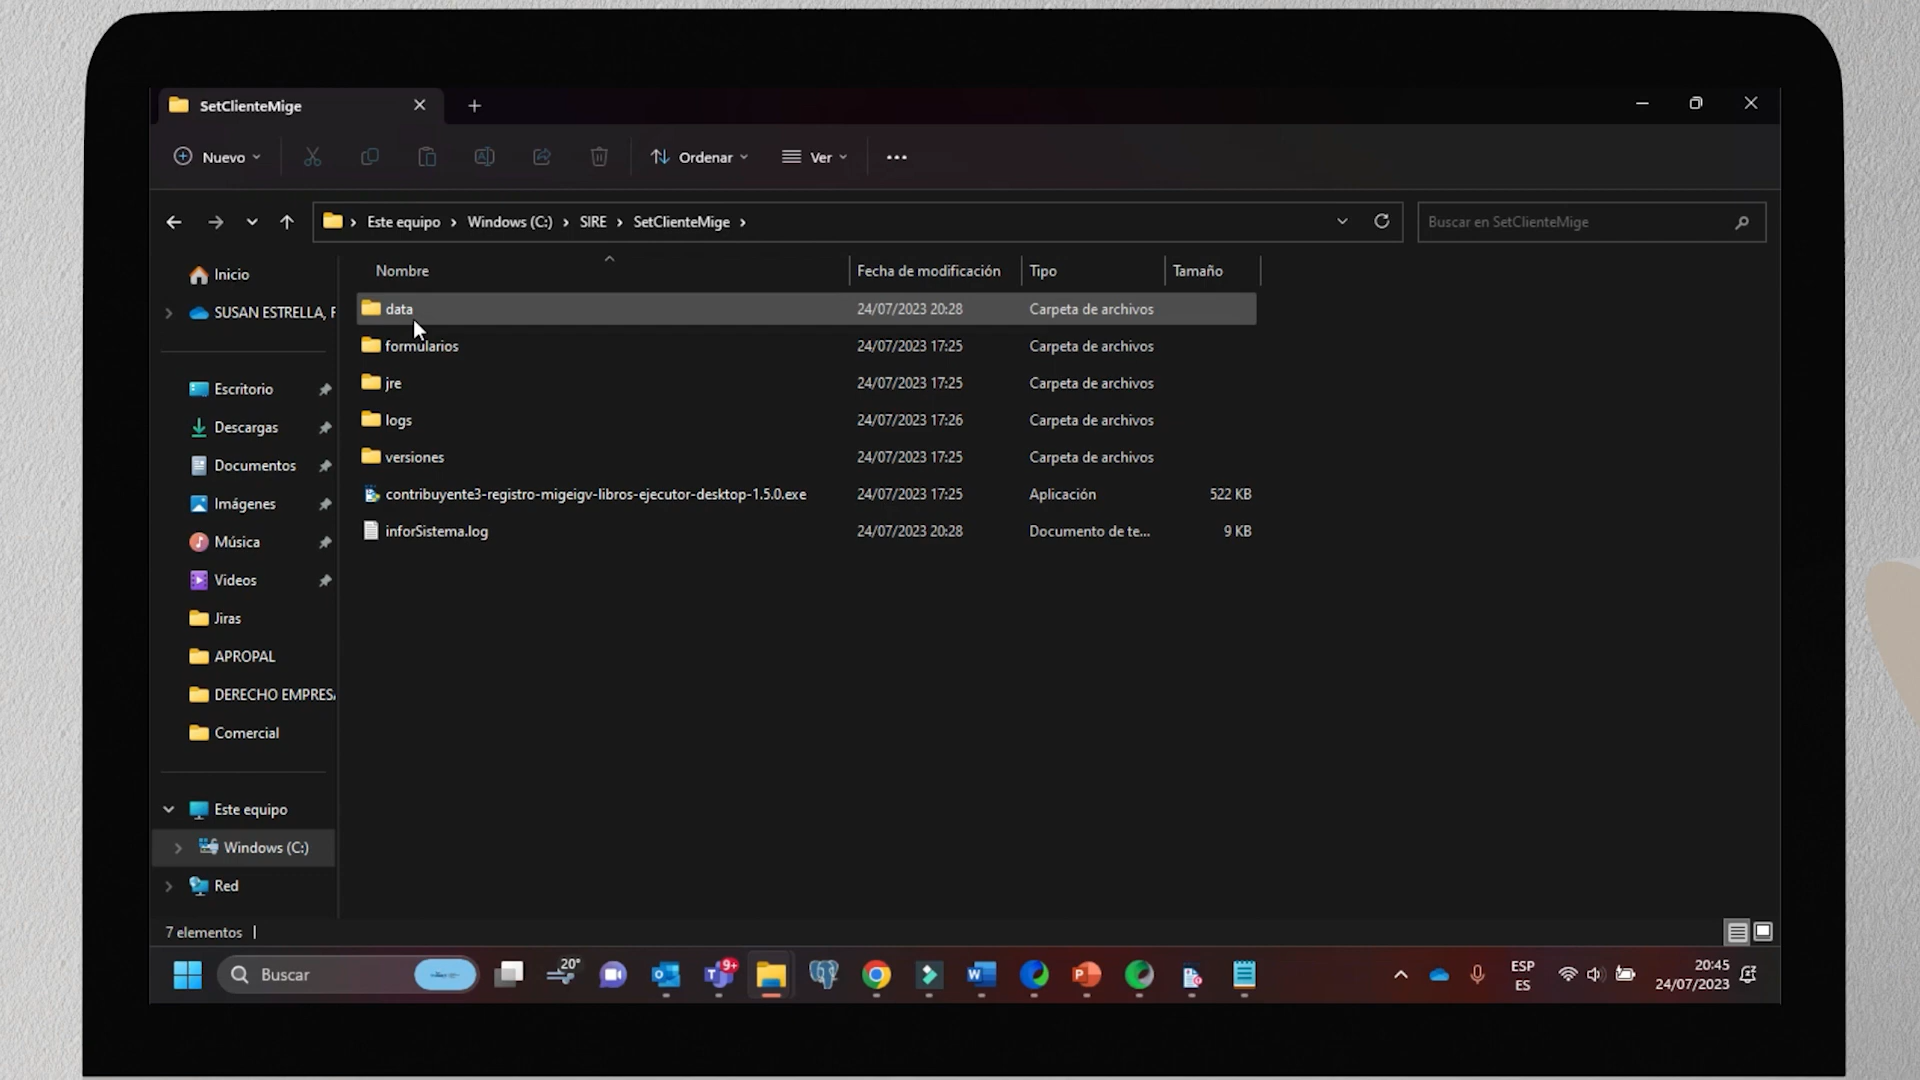 SetClienteMige
Nuevo
Ordenar
Ver
Este equipo > Windows (C:) > SIRE > SetClienteMige >
Buscar en SetClienteMige
Nombre
Fecha de modificación
Tipo
Tamaño
data 24/07/2023 20:28 Carpeta de archivos
formularios 24/07/2023 17:25 Carpeta de archivos
jre 24/07/2023 17:25 Carpeta de archivos
logs 24/07/2023 17:26 Carpeta de archivos
versiones 24/07/2023 17:25 Carpeta de archivos
contribuyente3-registro-migeigv-libros-ejecutor-desktop-1.5.0.exe 24/07/2023 17:25 Aplicación 522 KB
inforSistema.log 24/07/2023 20:28 Documento de te... 9 KB
Inicio
SUSAN ESTRELLA, F
Escritorio
Descargas
Documentos
Imágenes
Música
Videos
Jiras
APROPAL
DERECHO EMPRESA
Comercial
Este equipo
Windows (C:)
Red
7 elementos
Buscar
20°
9+
ESP
ES
20:45
24/07/2023